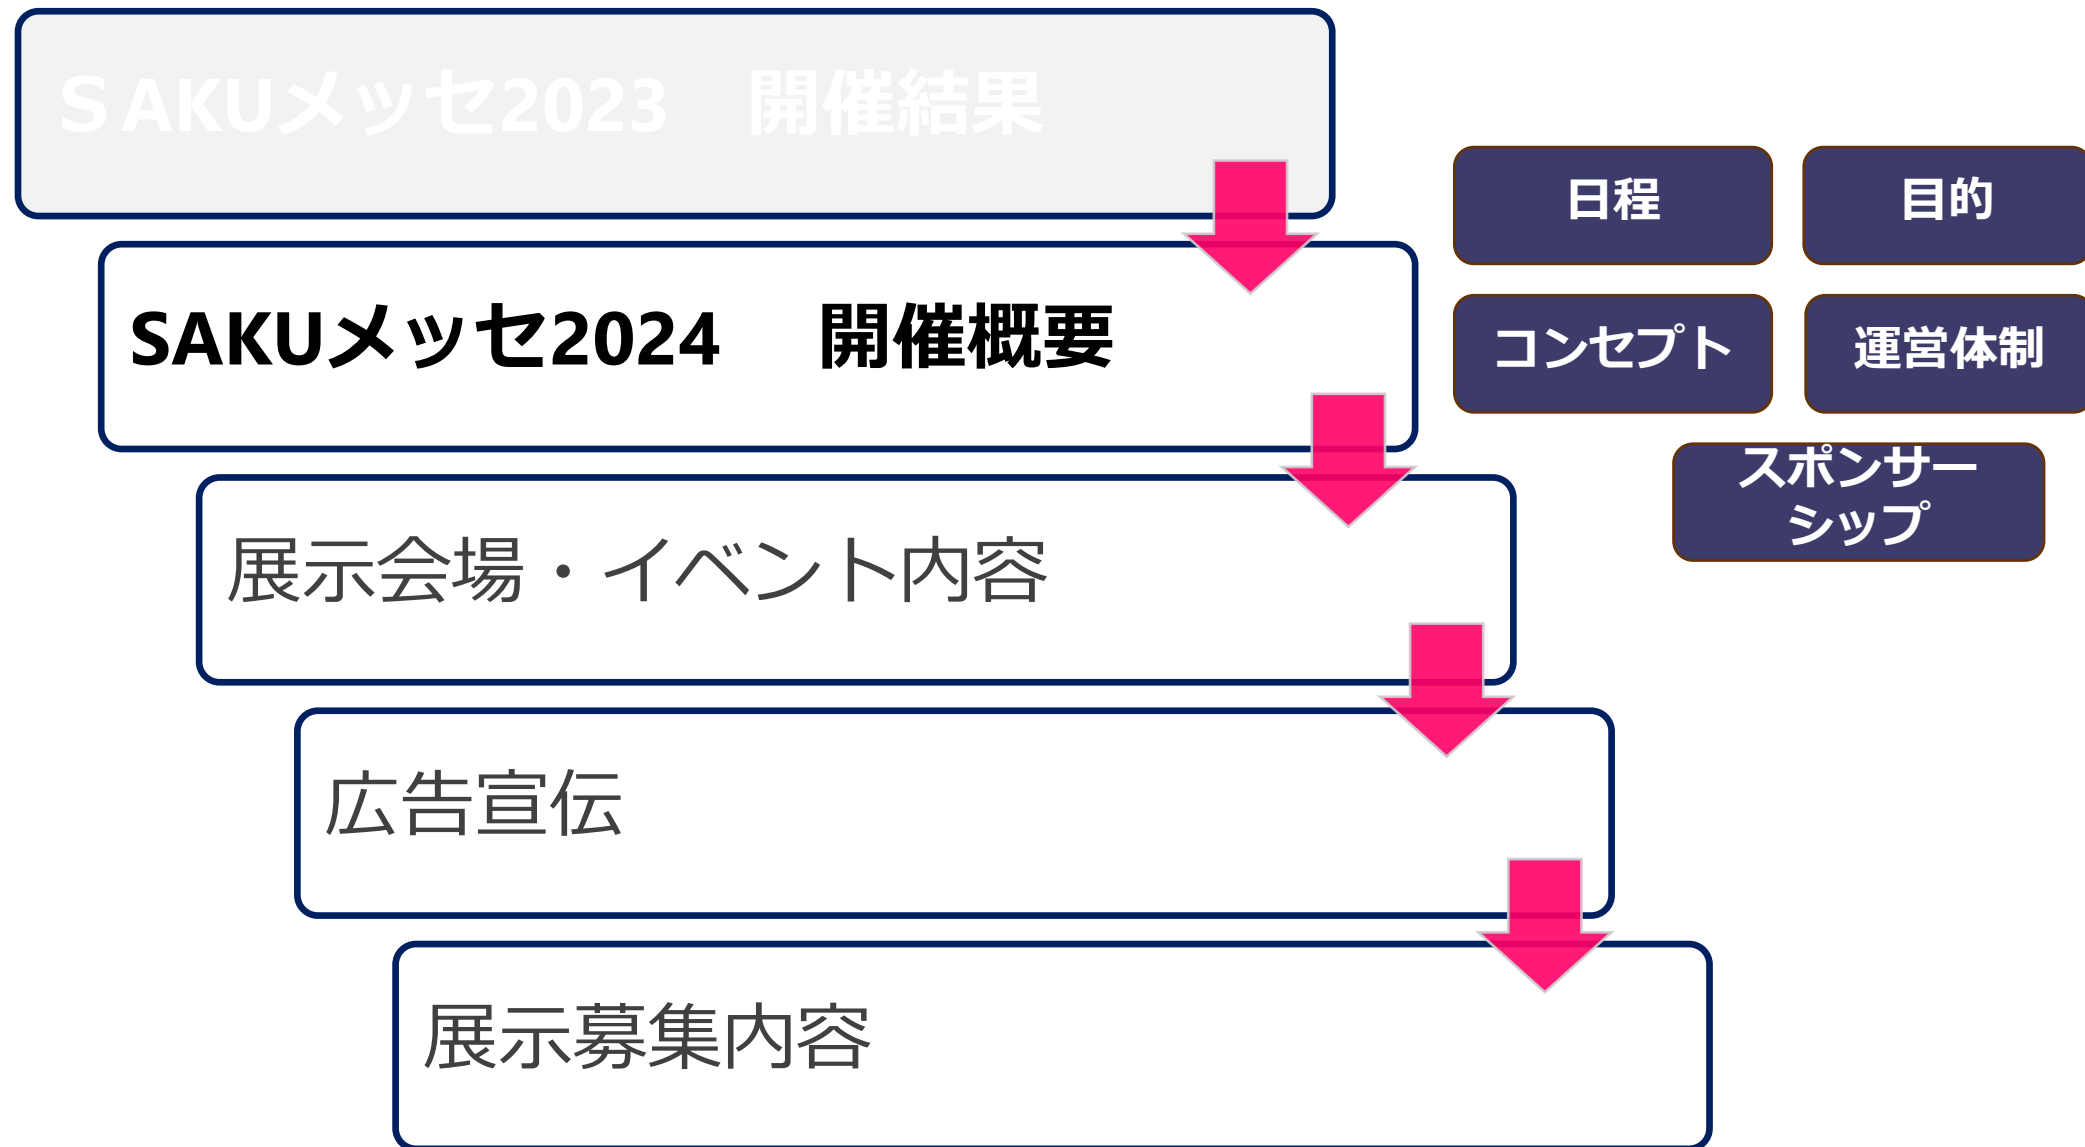 ＳAKUメッセ2023　開催結果
SAKUメッセ2024　開催概要
展示会場・イベント内容
広告宣伝
展示募集内容
日程
目的
コンセプト
運営体制
スポンサー
シップ